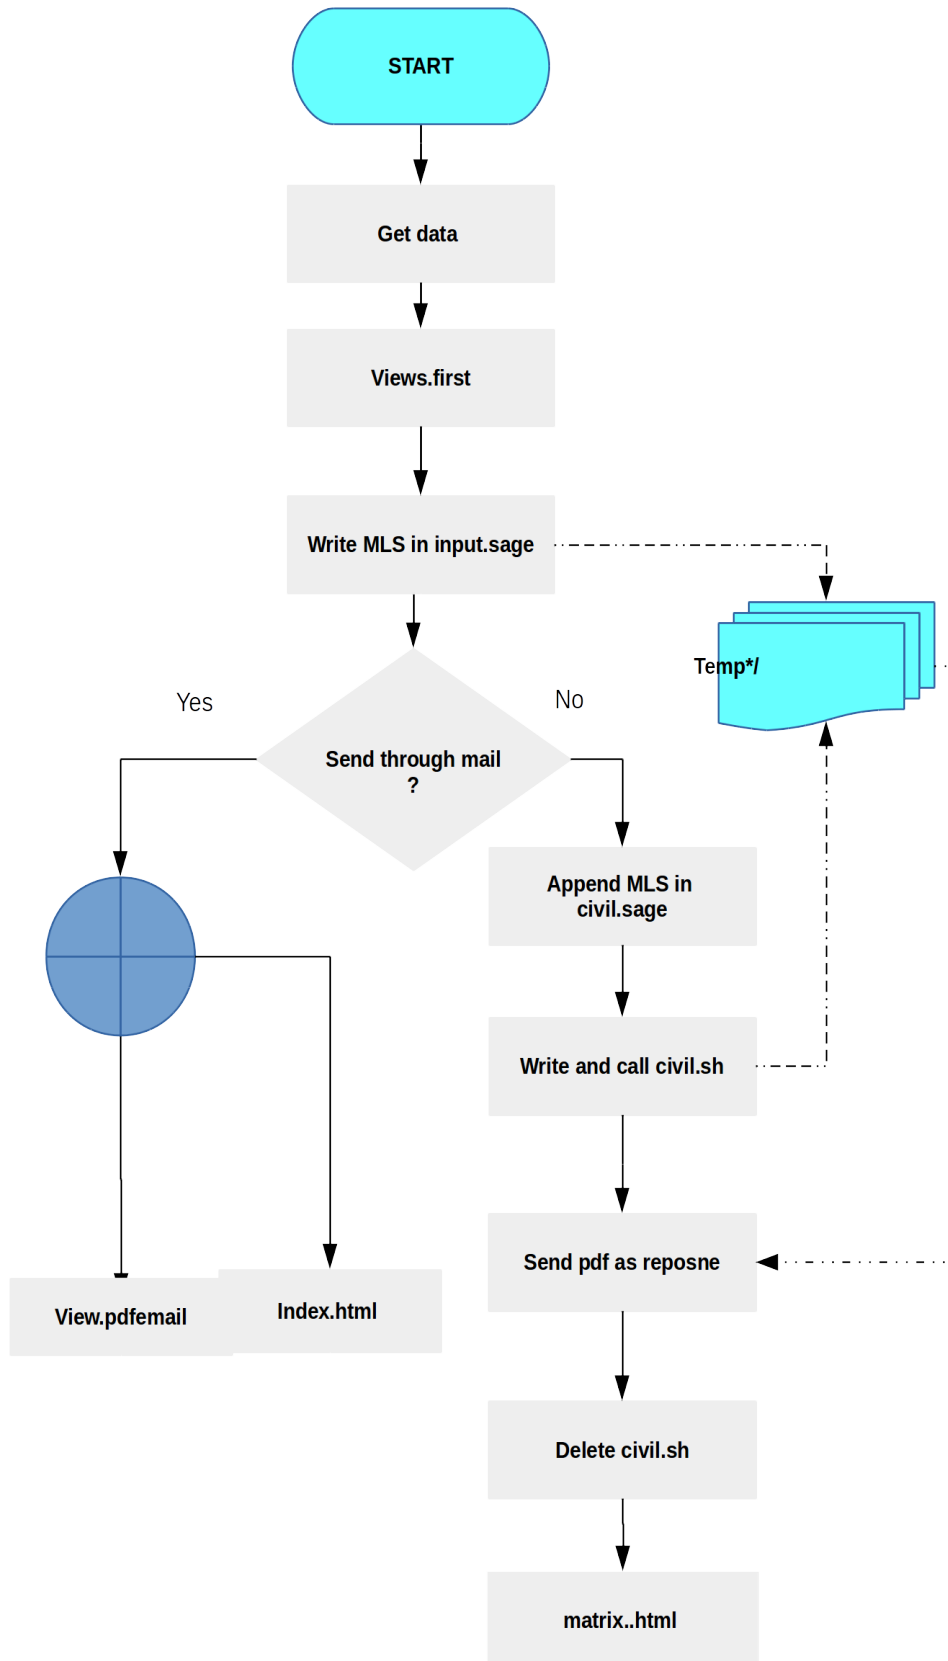 START
Get data
Views.first
Write MLS in input.sage
Temp*/
Yes
No
Send through mail
?
Append MLS in
civil.sage
Write and call civil.sh
Send pdf as reposne
View.pdfemail
Index.html
Delete civil.sh
matrix..html